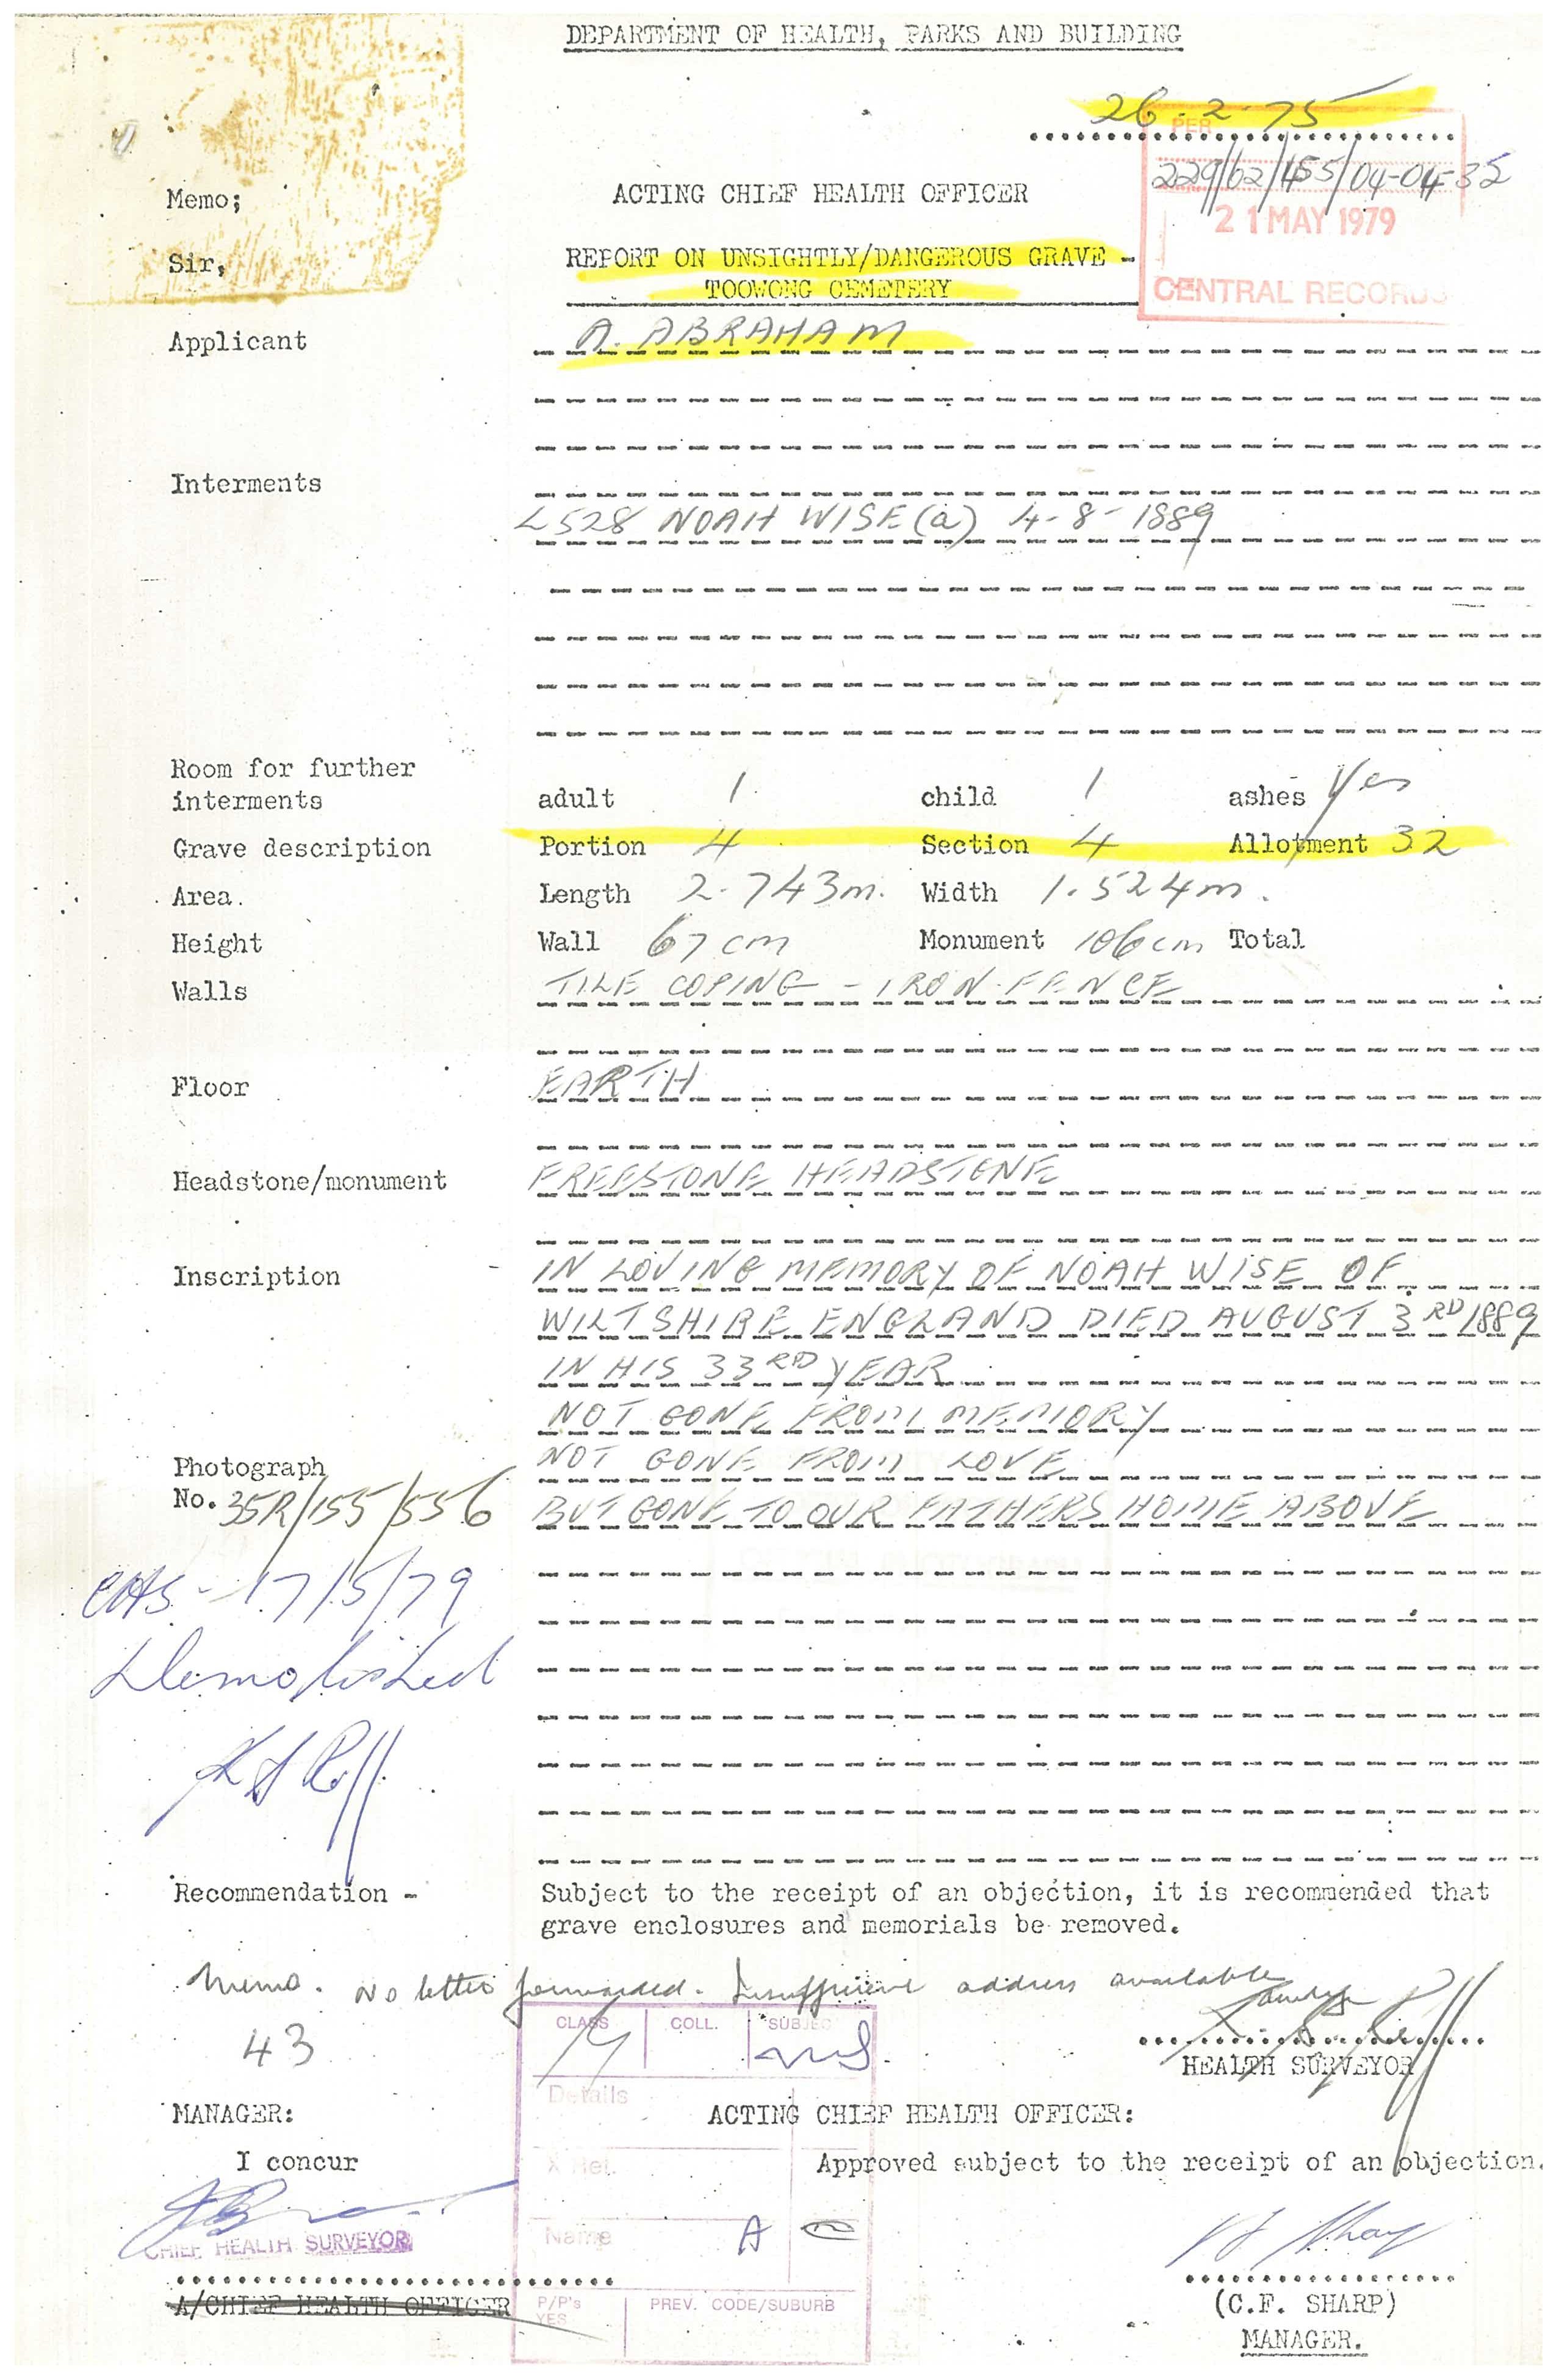 DEPARTMENT OF HEALTH, PARKS AND BUILDING
26-2-75
PER
229/62/455/04-04-32
21 MAY 1979
CENTRAL RECORDS
Memo; ACTING CHIEF HEALTH OFFICER
Sir, REPORT ON UNSIGHTLY/DANGEROUS GRAVE -
TOOWONG CEMETERY
Applicant A. ABRAHAM
Interments
L528 NOAH WISE (a) 4-8-1889
Room for further
interments adult 1 child 1 ashes Yes
Grave description Portion 4 Section 4 Allotment 32
Area. Length 2.743m. Width 1.524m.
Height Wall 67cm Monument 106cm Total
Walls TILE COPING - IRON FENCE
Floor EARTH
Headstone/monument FREESTONE HEADSTONE
Inscription IN LOVING MEMORY OF NOAH WISE OF
WILTSHIRE ENGLAND DIED AUGUST 3RD 1889
IN HIS 33RD YEAR
NOT GONE FROM MEMORY
Photograph NOT GONE FROM LOVE
No. 35R/155/556 BUT GONE TO OUR FATHERS HOME ABOVE
17/5/79
Demolished
Recommendation - Subject to the receipt of an objection, it is recommended that
grave enclosures and memorials be removed.
Memo. No letter forwarded. Insufficient address available
43
CLASS COLL. SUBJECT
HEALTH SURVEYOR
Details
MANAGER: ACTING CHIEF HEALTH OFFICER:
I concur Approved subject to the receipt of an objection.
X Ref.
CHIEF HEALTH SURVEYOR
Name A
A/CHIEF HEALTH OFFICER
P/P's
YES
PREV. CODE/SUBURB
(C.F. SHARP)
MANAGER.